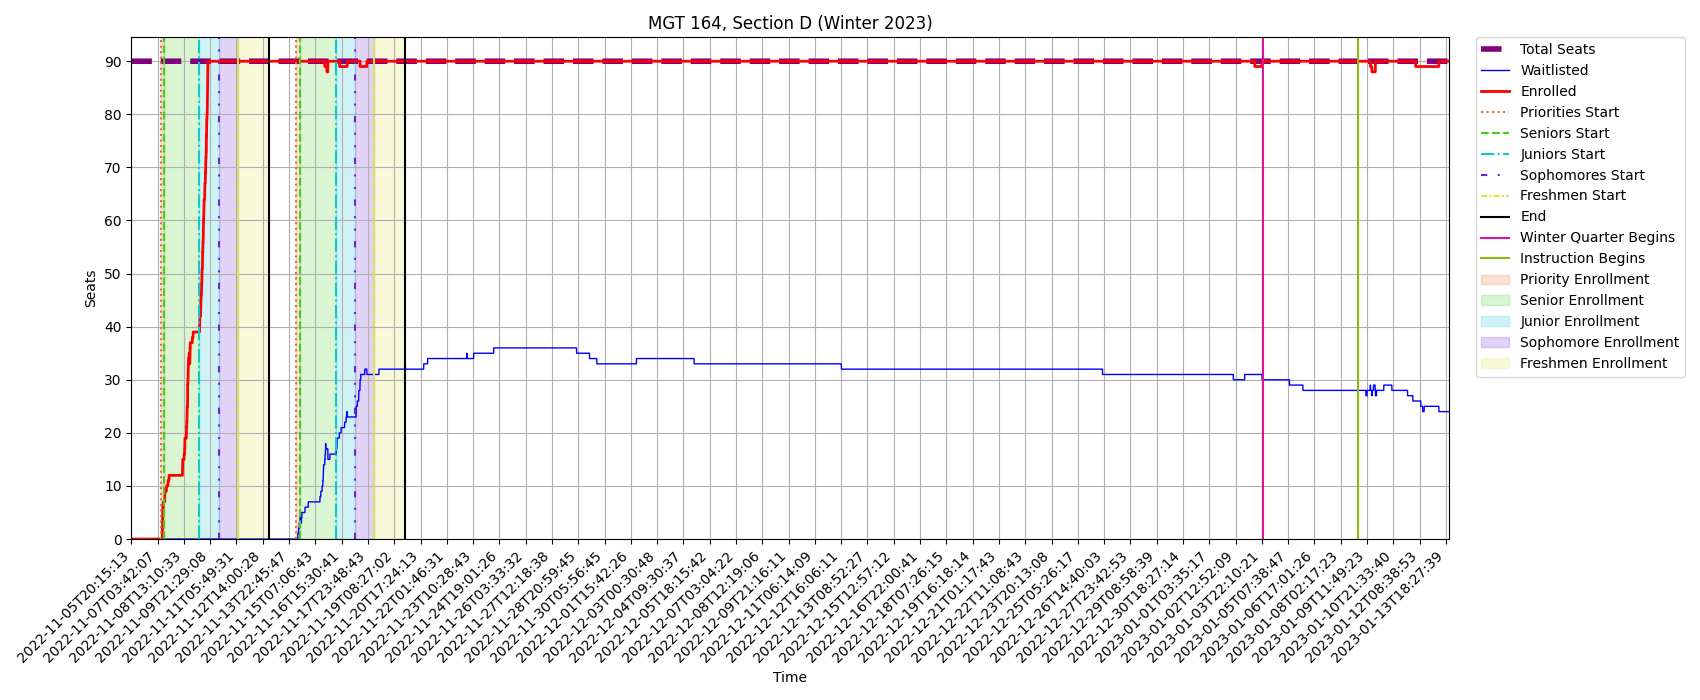 MGT 164, Section D (Winter 2023)
Seats
90
80
70
60
50
40
30
20
10
0
2022-11-05T20:15:13
2022-11-07T03:42:07
2022-11-08T13:10:33
2022-11-09T21:29:08
2022-11-11T05:49:31
2022-11-12T14:00:28
2022-11-13T22:45:47
2022-11-15T07:06:43
2022-11-16T15:30:41
2022-11-17T23:48:43
2022-11-19T08:27:02
2022-11-20T17:24:13
2022-11-22T01:46:31
2022-11-23T10:28:43
2022-11-24T19:01:26
2022-11-26T03:33:32
2022-11-27T12:18:38
2022-11-28T20:59:45
2022-11-30T05:56:45
2022-12-01T15:42:26
2022-12-03T00:30:48
2022-12-04T09:30:37
2022-12-05T18:15:42
2022-12-07T03:04:22
2022-12-08T12:19:06
2022-12-09T21:16:11
2022-12-11T06:14:09
2022-12-12T16:06:11
2022-12-13T08:52:27
2022-12-14T15:57:12
2022-12-16T22:00:41
2022-12-18T07:26:15
2022-12-19T16:18:14
2022-12-21T01:17:43
2022-12-22T11:08:43
2022-12-23T20:13:08
2022-12-25T05:26:17
2022-12-26T14:40:03
2022-12-27T23:42:53
2022-12-29T08:58:39
2022-12-30T18:27:14
2023-01-01T03:35:17
2023-01-02T12:52:09
2023-01-03T22:10:21
2023-01-05T07:38:47
2023-01-06T17:01:26
2023-01-08T02:17:23
2023-01-09T11:49:23
2023-01-10T21:33:40
2023-01-12T08:38:53
2023-01-13T18:27:39
Time
Total Seats
Waitlisted
Enrolled
Priorities Start
Seniors Start
Juniors Start
Sophomores Start
Freshmen Start
End
Winter Quarter Begins
Instruction Begins
Priority Enrollment
Senior Enrollment
Junior Enrollment
Sophomore Enrollment
Freshmen Enrollment